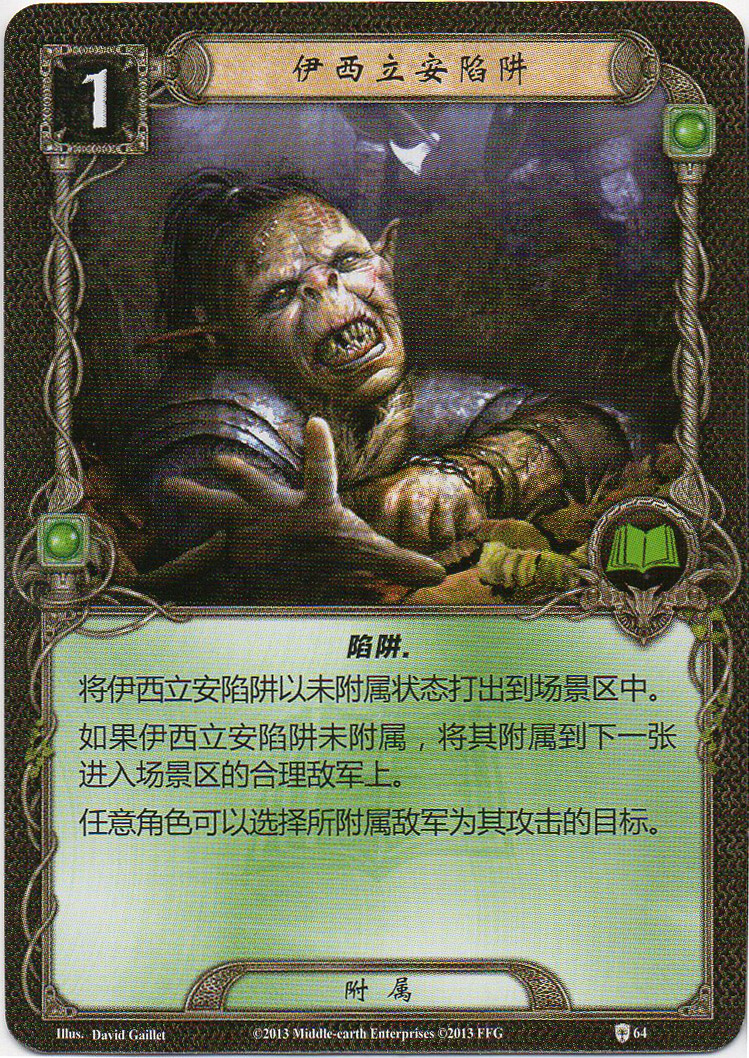 1
伊西立安陷阱
陷阱.
将伊西立安陷阱以未附属状态打出到场景区中。
如果伊西立安陷阱未附属，将其附属到下一张
进入场景区的合理敌军上。
任意角色可以选择所附属敌军为其攻击的目标。
附属
Illus. David Gaillet
©2013 Middle-earth Enterprises ©2013 FFG
64